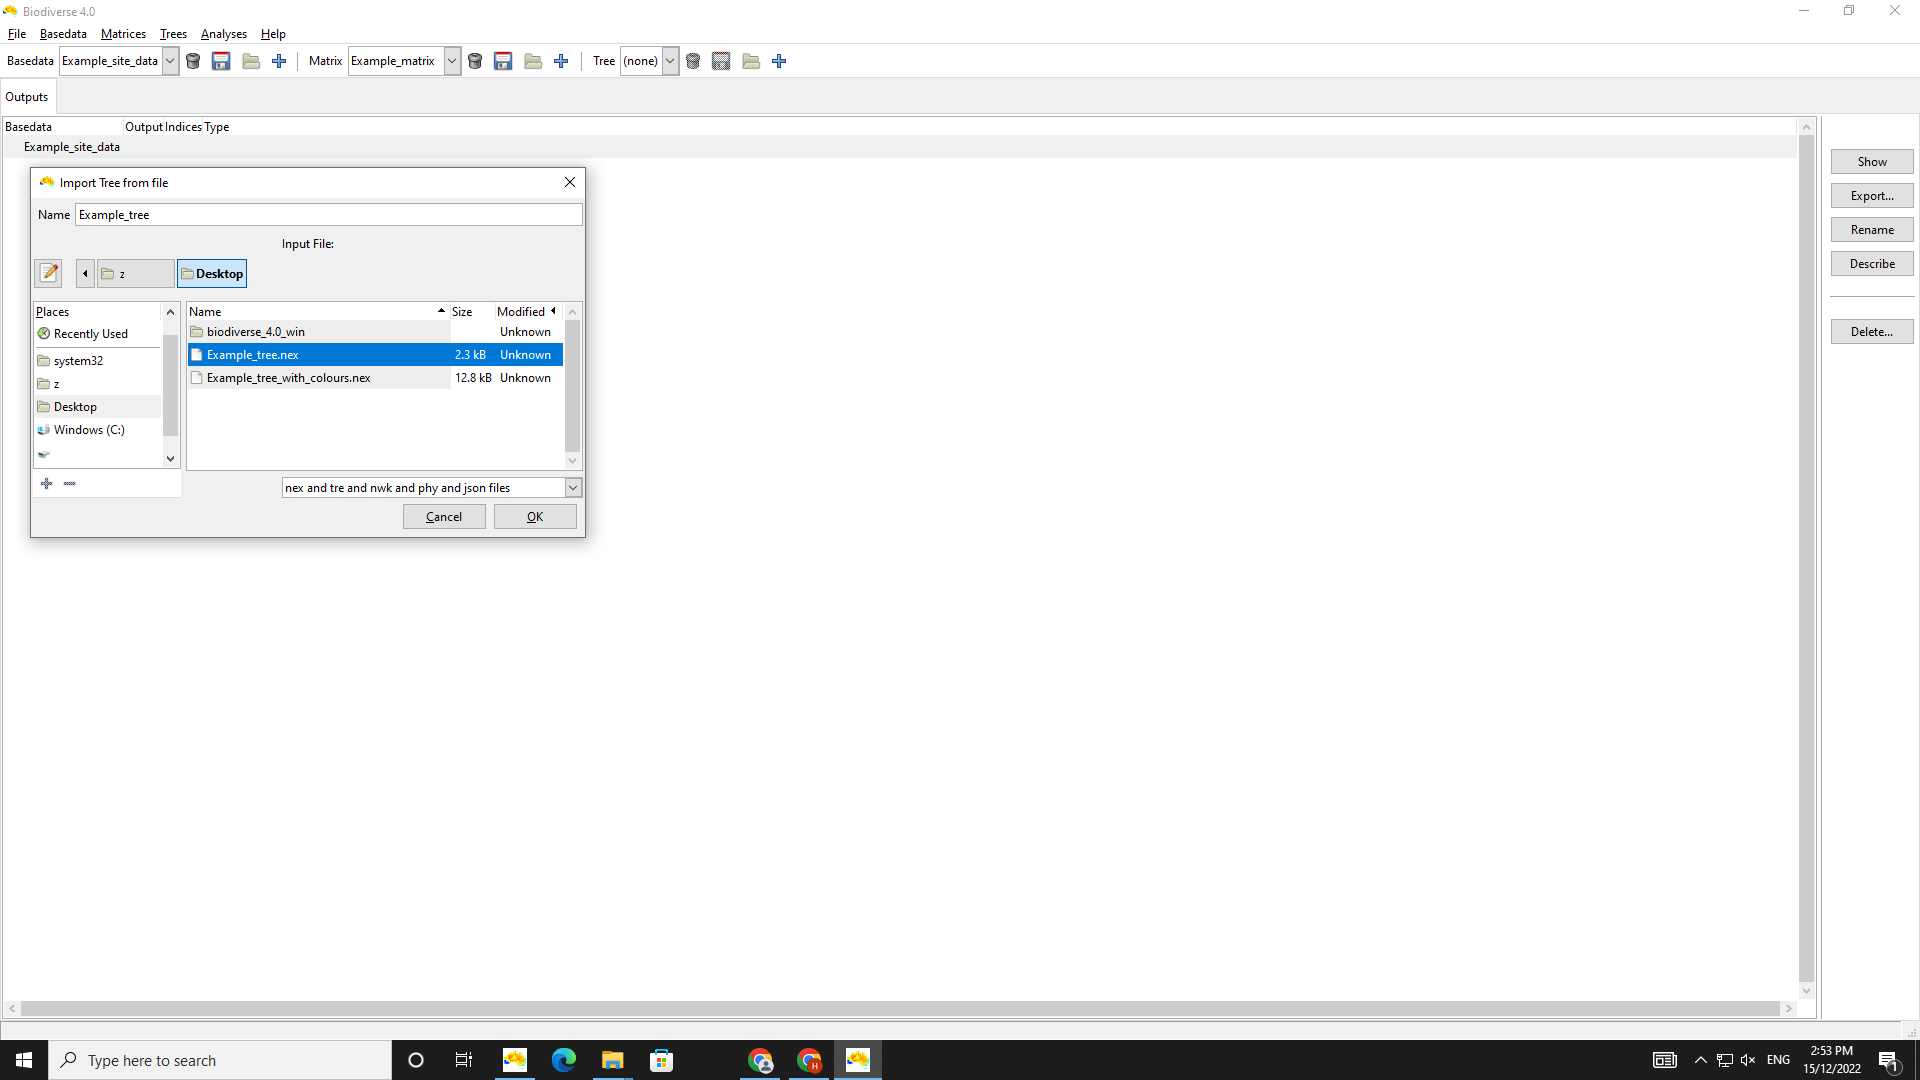 Biodiverse 4.0
File Basedata Matrices Trees Analyses Help
Basedata Example_site_data Matrix Example_matrix Tree (none)
Outputs
Basedata Output Indices Type
Example_site_data
Import Tree from file
Name Example_tree
Input File:
z Desktop
Places
Recently Used
system32
z
Desktop
Windows (C:)
Name Size Modified
biodiverse_4.0_win Unknown
Example_tree.nex 2.3 kB Unknown
Example_tree_with_colours.nex 12.8 kB Unknown
nex and tre and nwk and phy and json files
Cancel OK
Show
Export...
Rename
Describe
Delete...
Type here to search
H
ENG
2:53 PM
15/12/2022
1